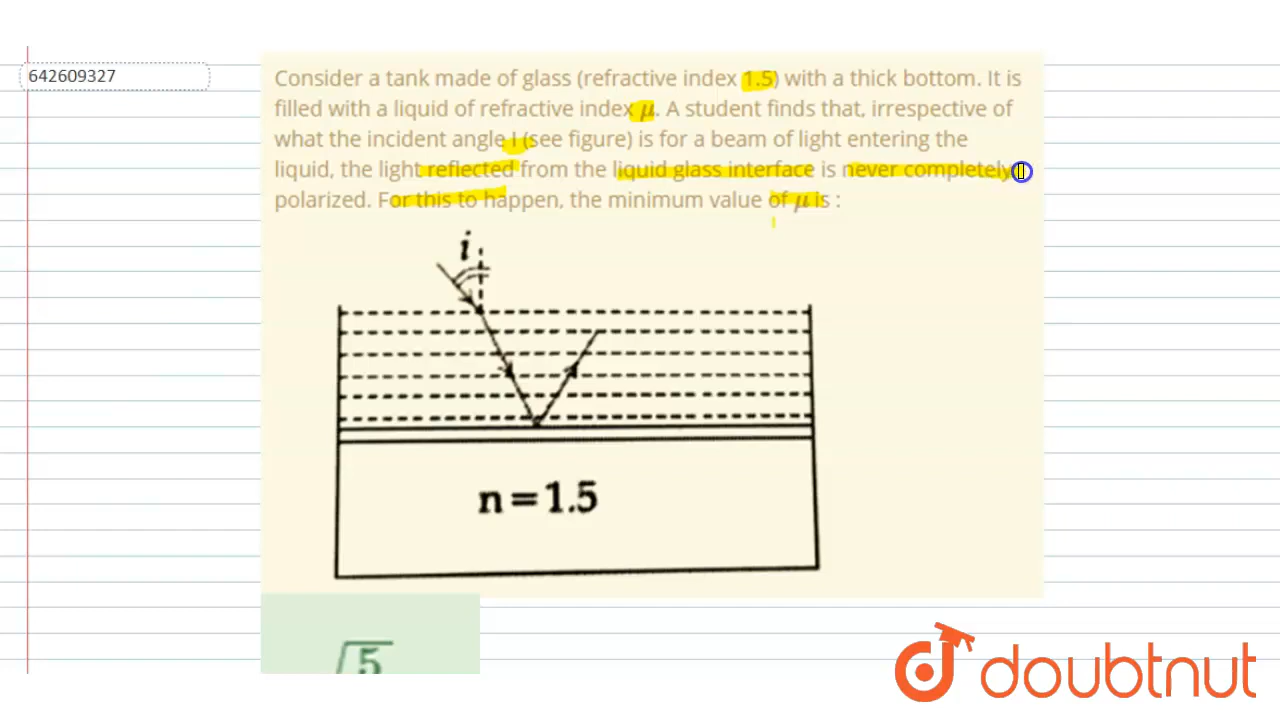 642609327
Consider a tank made of glass (refractive index 1.5) with a thick bottom. It is
filled with a liquid of refractive index μ. A student finds that, irrespective of
what the incident angle I (see figure) is for a beam of light entering the
liquid, the light reflected from the liquid glass interface is never completely
polarized. For this to happen, the minimum value of μ is :
i
n=1.5
√5
doubtnut